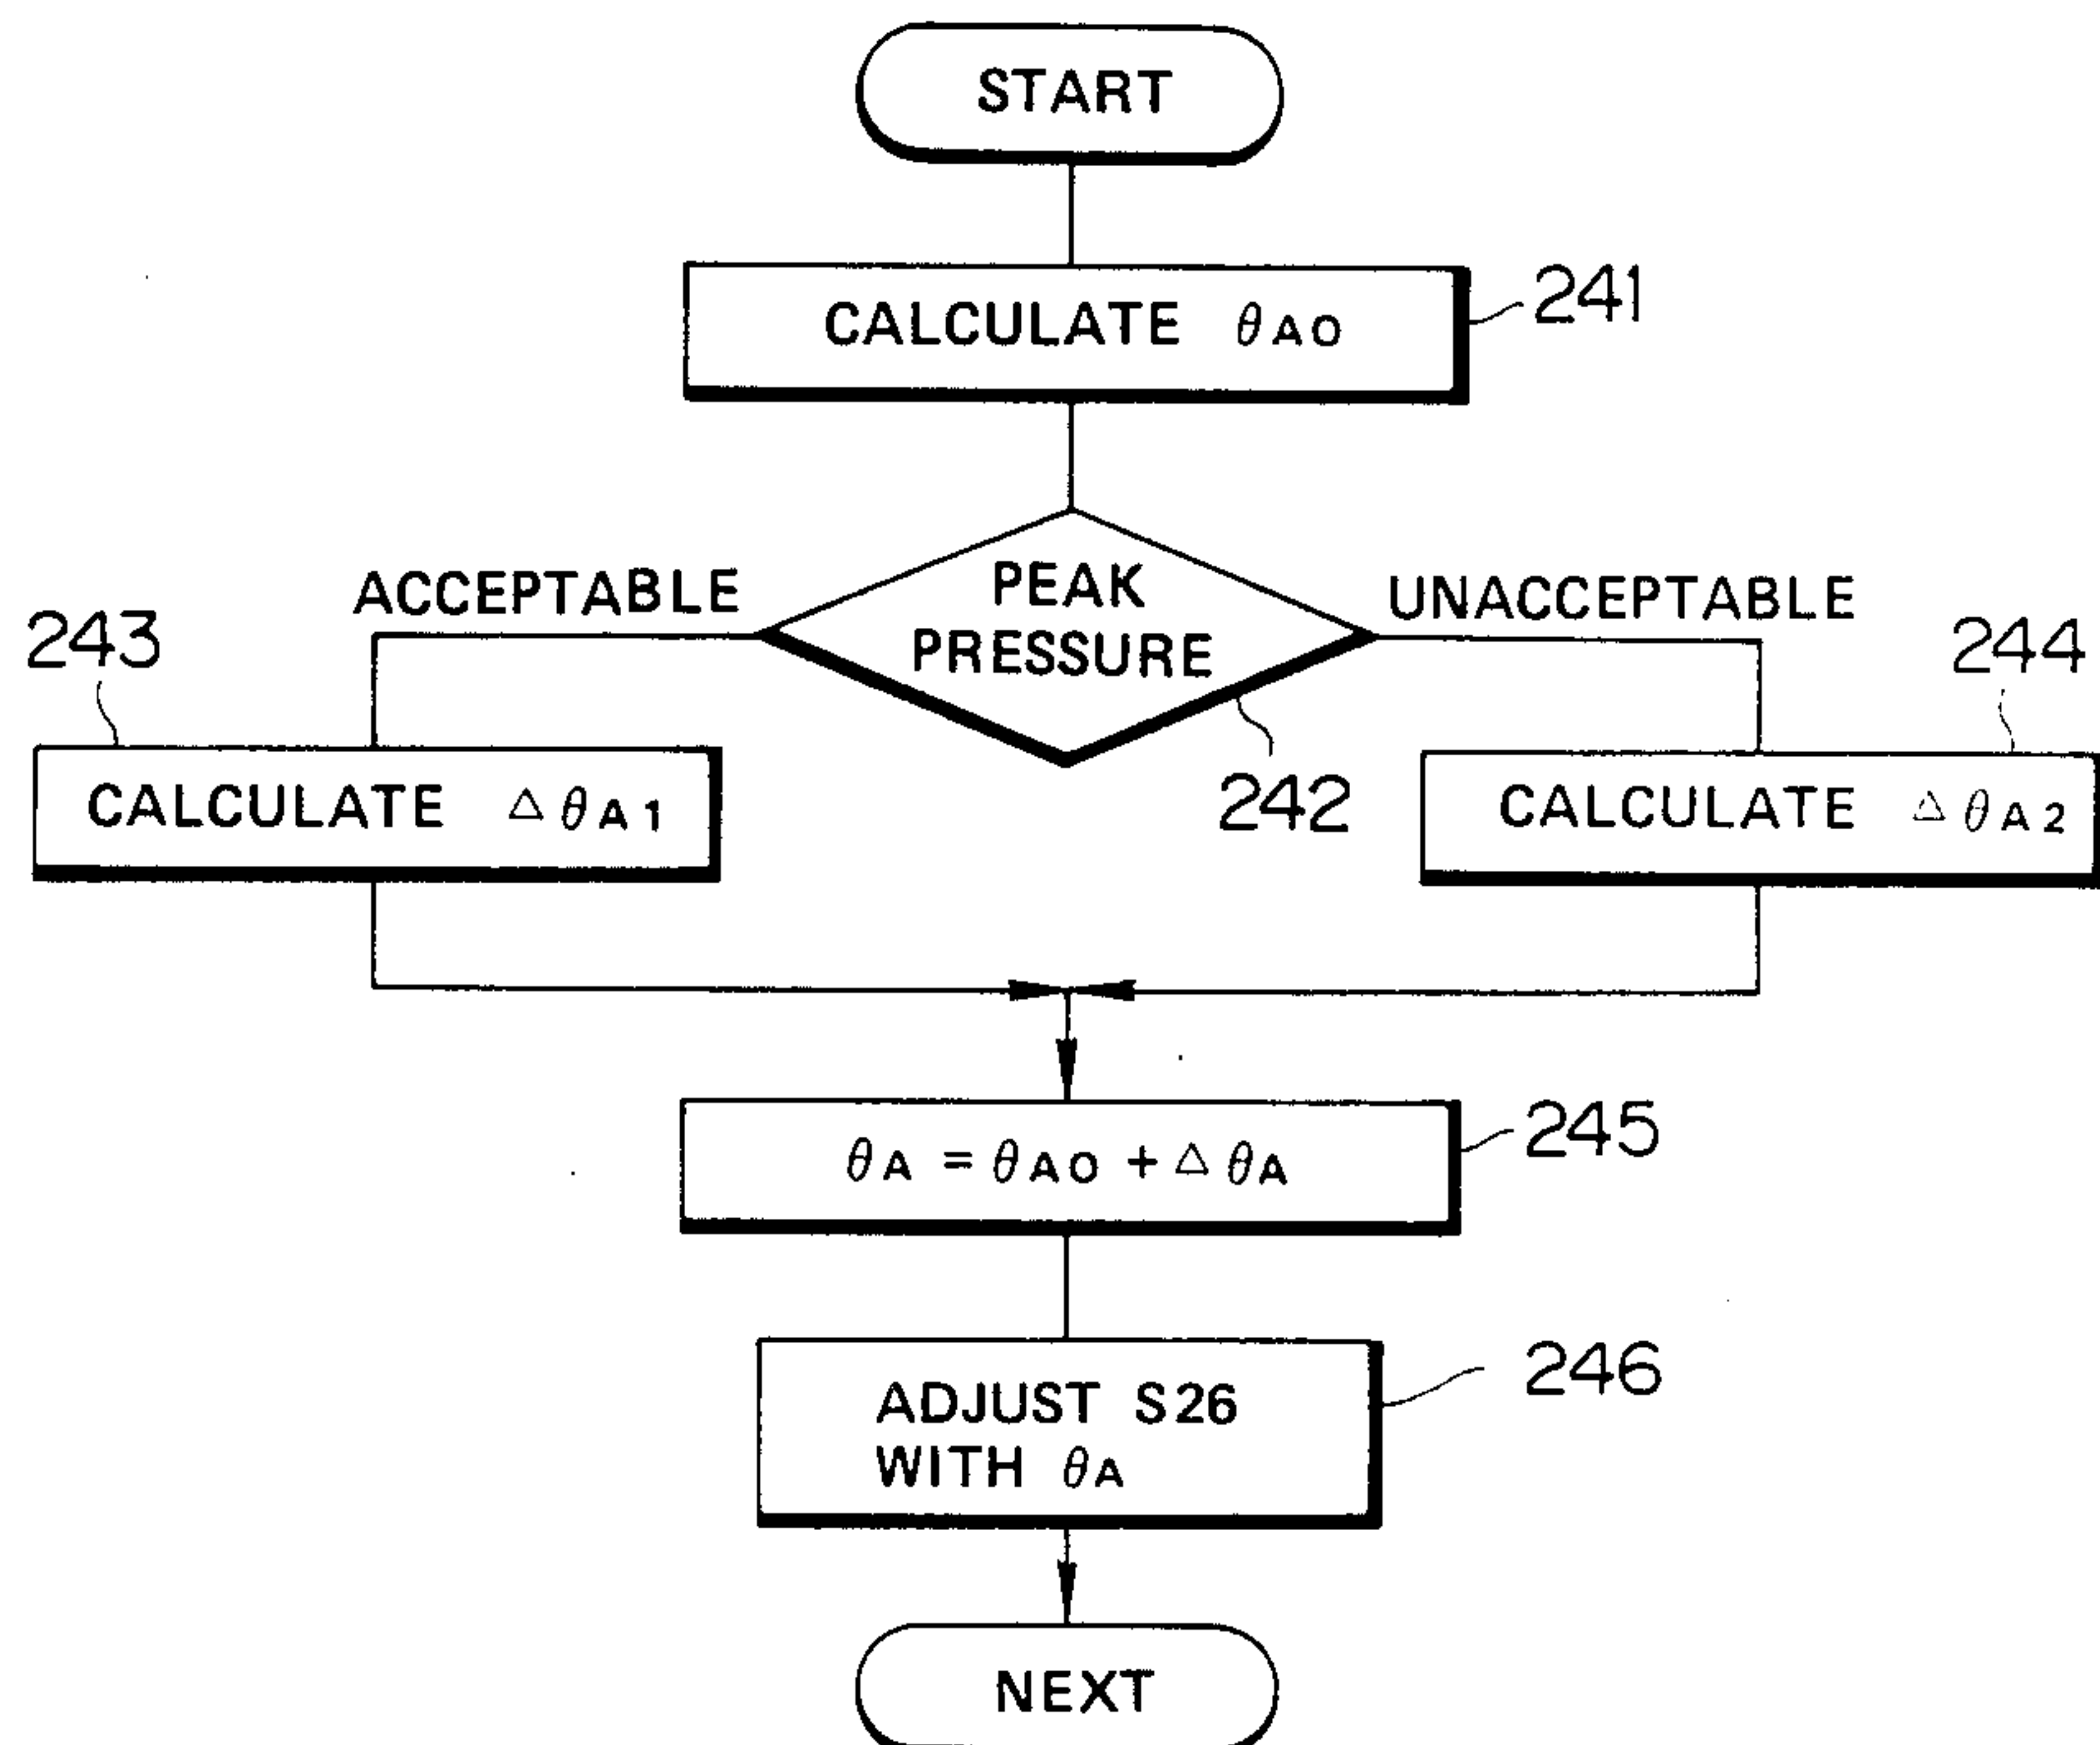 START
CALCULATE θAO
241
ACCEPTABLE
PEAK
PRESSURE
UNACCEPTABLE
243
244
242
CALCULATE Δ θA1
CALCULATE Δ θA2
θA = θAO + Δ θA
245
ADJUST S26
WITH θA
246
NEXT